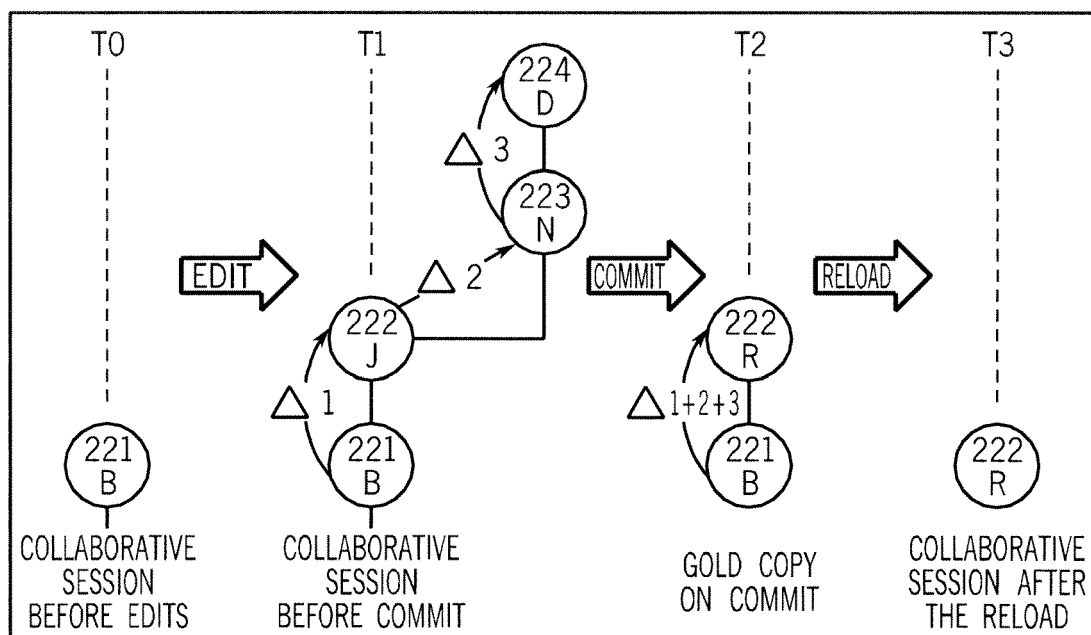 T0
T1
T2
T3
224
D
△ 3
223
N
EDIT
△ 2
COMMIT
RELOAD
222
J
222
R
△ 1
△ 1+2+3
221
B
221
B
221
B
222
R
COLLABORATIVE
SESSION
BEFORE EDITS
COLLABORATIVE
SESSION
BEFORE COMMIT
GOLD COPY
ON COMMIT
COLLABORATIVE
SESSION AFTER
THE RELOAD